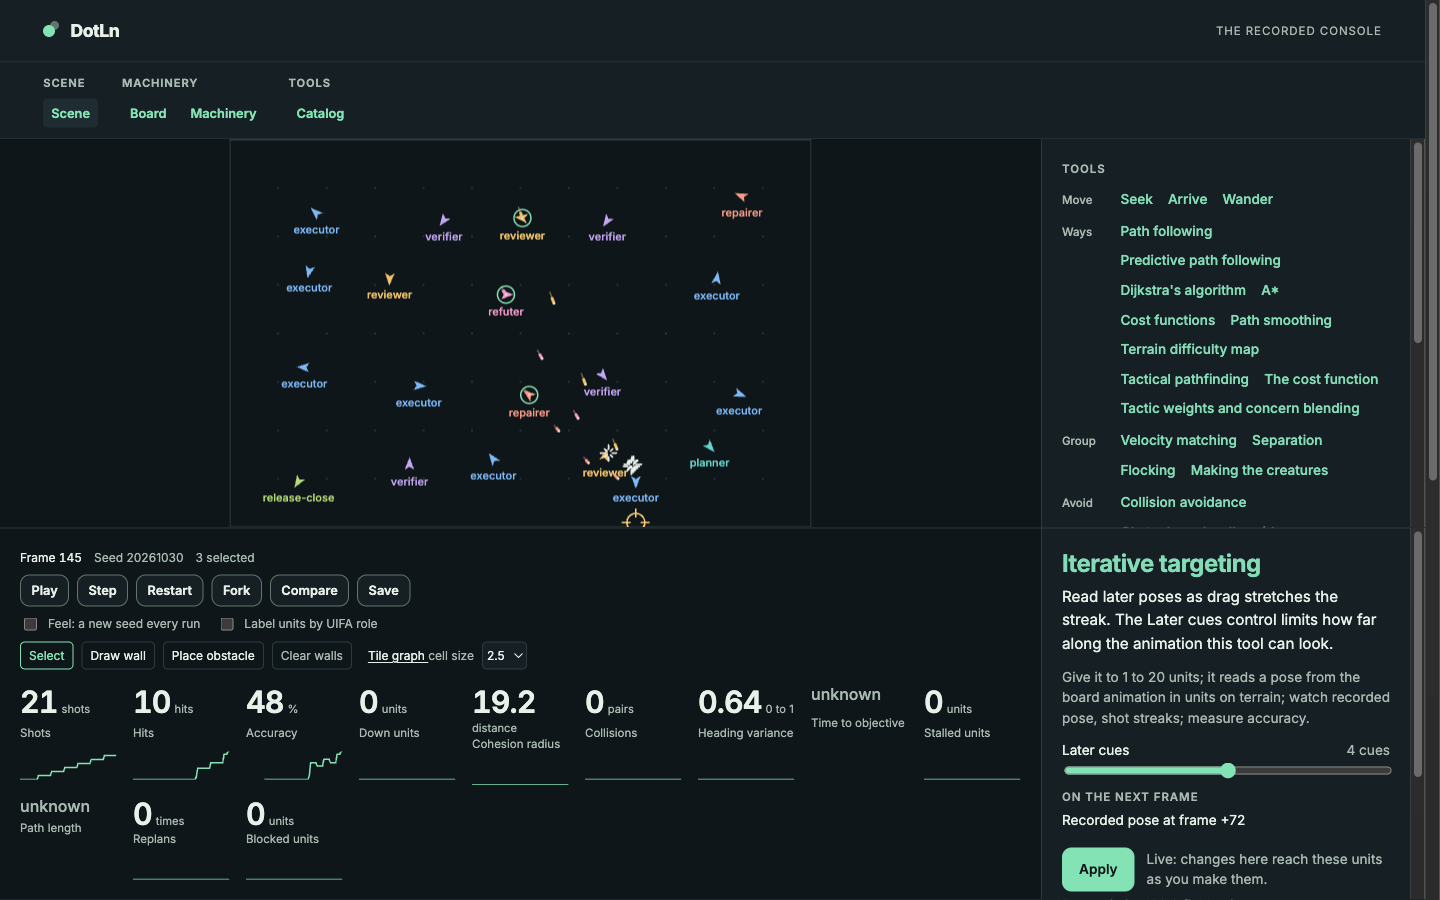 DotLn
THE RECORDED CONSOLE
SCENE
MACHINERY
TOOLS
Scene
Board
Machinery
Catalog
executor
verifier
reviewer
verifier
repairer
executor
reviewer
refuter
executor
executor
executor
repairer
verifier
executor
release-close
verifier
executor
reviewer
executor
planner
TOOLS
Move
Seek Arrive Wander
Ways
Path following
Predictive path following
Dijkstra's algorithm A*
Cost functions Path smoothing
Terrain difficulty map
Tactical pathfinding The cost function
Tactic weights and concern blending
Group
Velocity matching Separation
Flocking Making the creatures
Avoid
Collision avoidance
Frame 145 Seed 20261030 3 selected
Play Step Restart Fork Compare Save
Feel: a new seed every run Label units by UIFA role
Select Draw wall Place obstacle Clear walls Tile graph cell size 2.5
21 shots
Shots
10 hits
Hits
48 %
Accuracy
0 units
Down units
19.2
distance
Cohesion radius
0 pairs
Collisions
0.64 0 to 1
Heading variance
unknown
Time to objective
0 units
Stalled units
unknown
Path length
0 times
Replans
0 units
Blocked units
Iterative targeting
Read later poses as drag stretches the
streak. The Later cues control limits how far
along the animation this tool can look.
Give it to 1 to 20 units; it reads a pose from the
board animation in units on terrain; watch recorded
pose, shot streaks; measure accuracy.
Later cues 4 cues
ON THE NEXT FRAME
Recorded pose at frame +72
Apply
Live: changes here reach these units
as you make them.